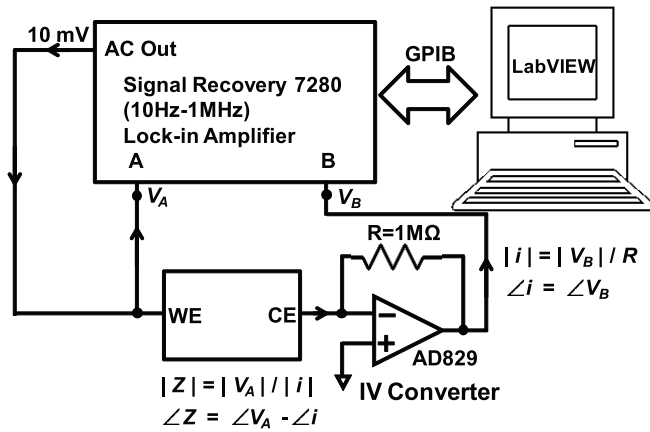 10 mV
AC Out
Signal Recovery 7280
(10Hz-1MHz)
Lock-in Amplifier
A
B
GPIB
LabVIEW
V_A
V_B
R=1MΩ
| i | = | V_B | / R
∠i = ∠V_B
WE
CE
−
+
AD829
IV Converter
| Z | = | V_A | / | i |
∠Z = ∠V_A - ∠i